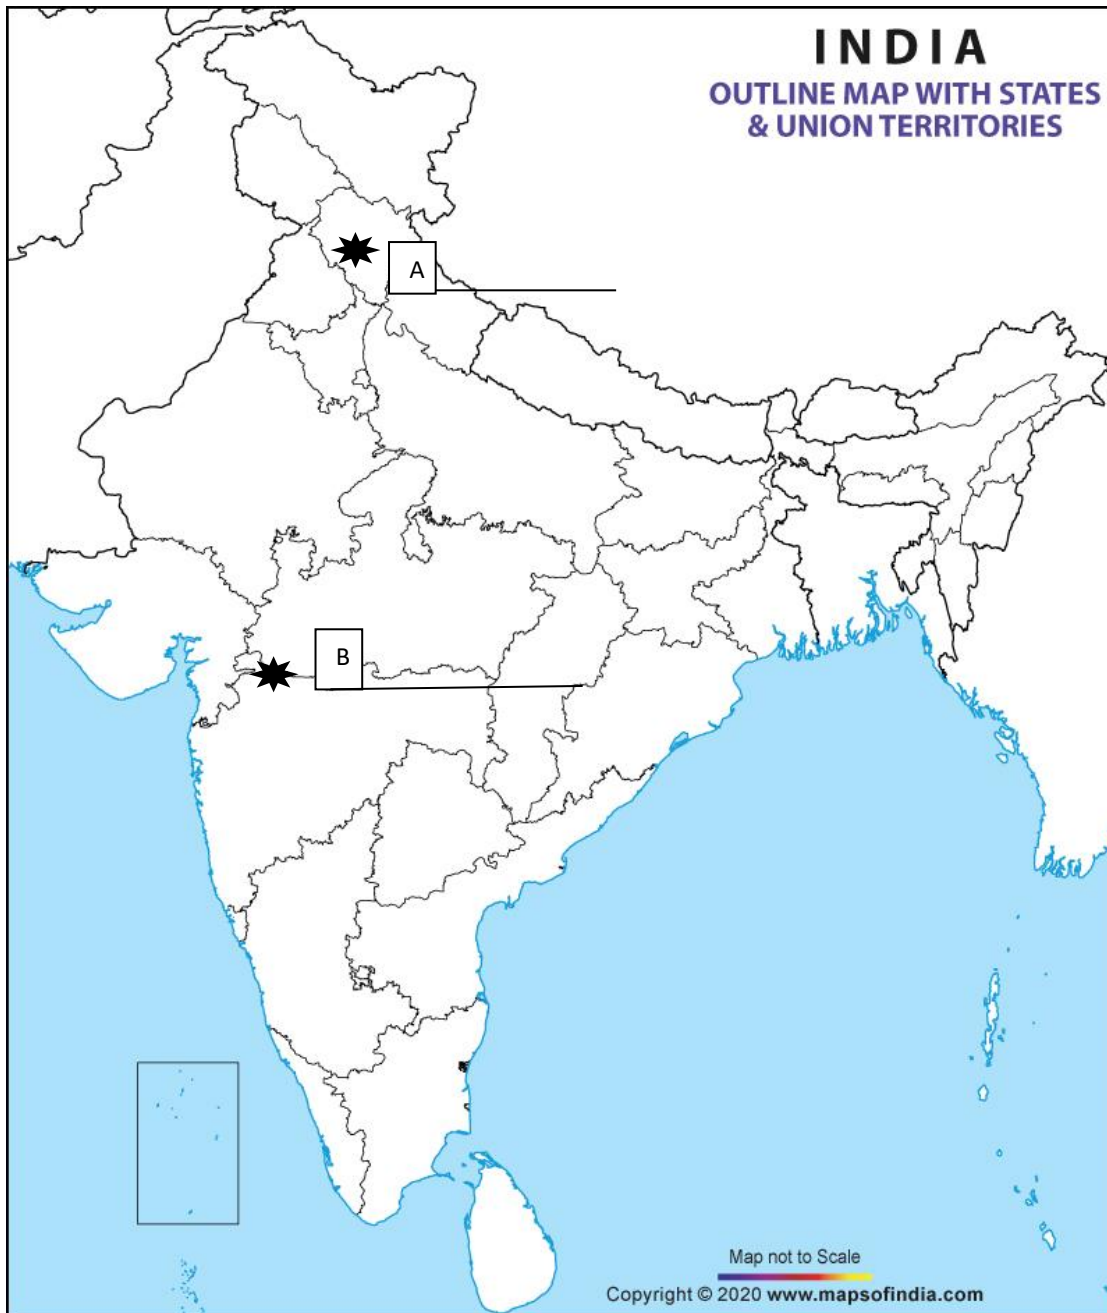 INDIA
OUTLINE MAP WITH STATES
& UNION TERRITORIES
A
B
Map not to Scale
Copyright © 2020 www.mapsofindia.com